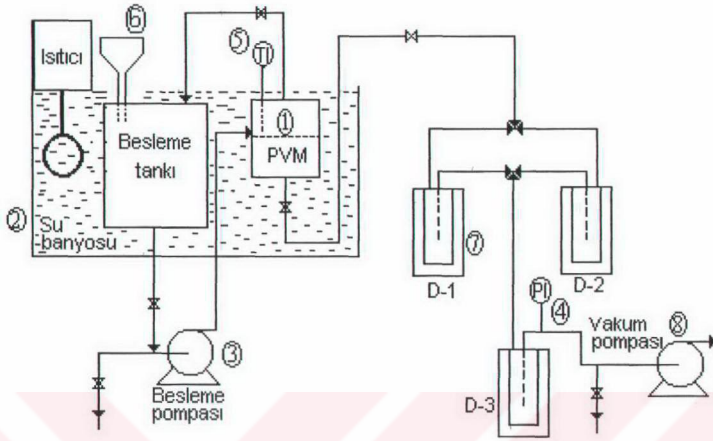 ⑥
Isıtıcı
⑤
TI
①
PVM
Besleme
tankı
②
Su
banyosu
⑦
D-1
D-2
PI
④
Vakum
pompası
⑧
③
Besleme
pompası
D-3